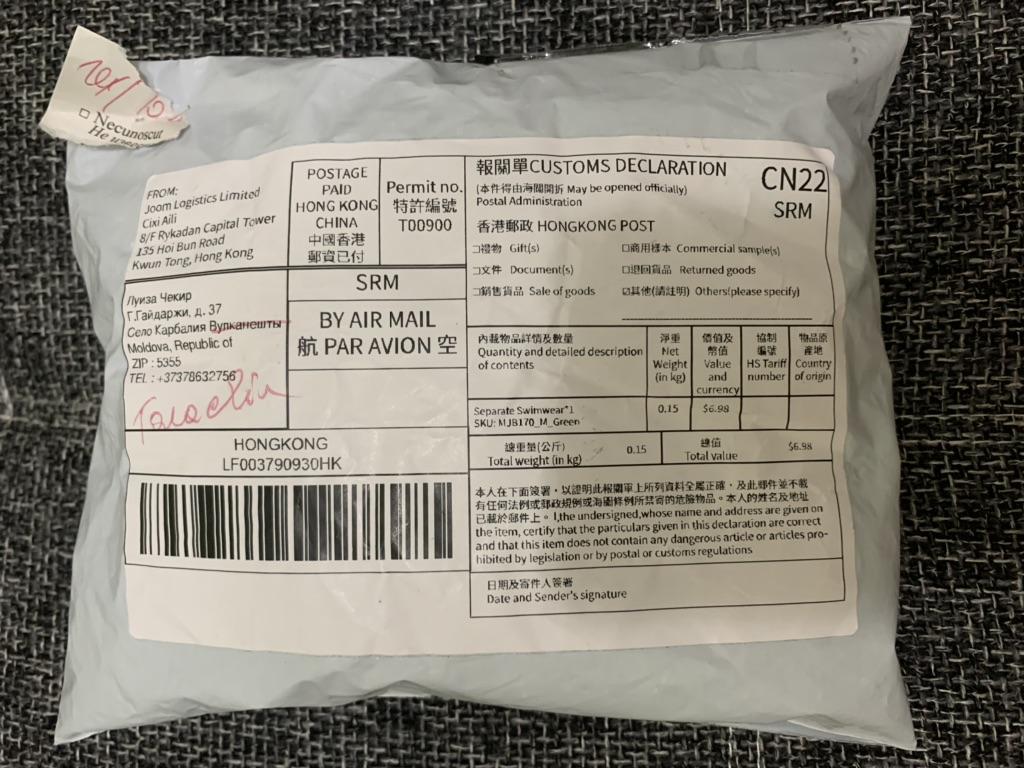 □ Necunoscut
FROM:
Joom Logistics Limited
Cixi Aili
8/F Rykadan Capital Tower
135 Hoi Bun Road
Kwun Tong, Hong Kong
POSTAGE
PAID
HONG KONG
CHINA
中國香港
郵資已付
Permit no.
特許編號
T00900
Луиза Чекир
Г.Гайдаржи, д. 37
Село Карбалия Вулканешты
Moldova, Republic of
ZIP : 5355
TEL : +37378632756
SRM
BY AIR MAIL
航 PAR AVION 空
HONGKONG
LF003790930HK
報關單CUSTOMS DECLARATION
(本件得由海關開拆 May be opened officially)
Postal Administration
CN22
SRM
香港郵政 HONGKONG POST
□禮物 Gift(s) □商用樣本 Commercial sample(s)
□文件 Document(s) □退回貨品 Returned goods
□銷售貨品 Sale of goods ☑其他(請註明) Others(please specify)
內載物品詳情及數量
Quantity and detailed description
of contents
淨重
Net
Weight
(in kg)
價值及
幣值
Value
and
currency
協制
編號
HS Tariff
number
物品原
產地
Country
of origin
Separate Swimwear*1
SKU: MJB170_M_Green
0.15 $6.98
總重量(公斤)
Total weight (in kg)
0.15
總值
Total value
$6.98
本人在下面簽署，以證明此報關單上所列資料全屬正確，及此郵件並不載
有任何法例或郵政規例或海關條例所禁寄的危險物品。本人的姓名及地址
已載於郵件上。 I,the undersigned,whose name and address are given on
the item, certify that the particulars given in this declaration are correct
and that this item does not contain any dangerous article or articles pro-
hibited by legislation or by postal or customs regulations
日期及寄件人簽署
Date and Sender's signature